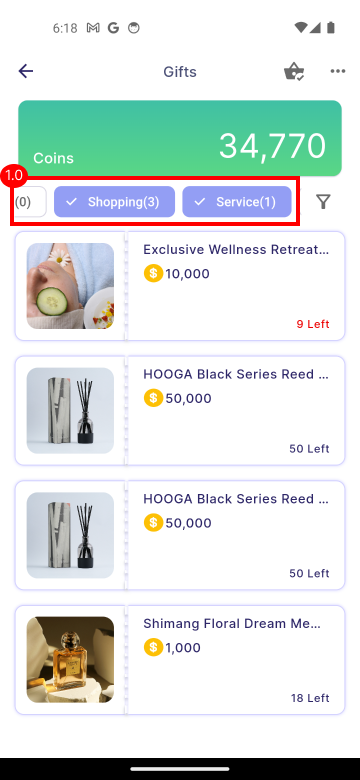 6:18
Gifts
Coins
34,770
1.0
(0)
Shopping(3)
Service(1)
Exclusive Wellness Retreat...
$ 10,000
9 Left
HOOGA Black Series Reed ...
$ 50,000
50 Left
HOOGA Black Series Reed ...
$ 50,000
50 Left
Shimang Floral Dream Me...
$ 1,000
18 Left